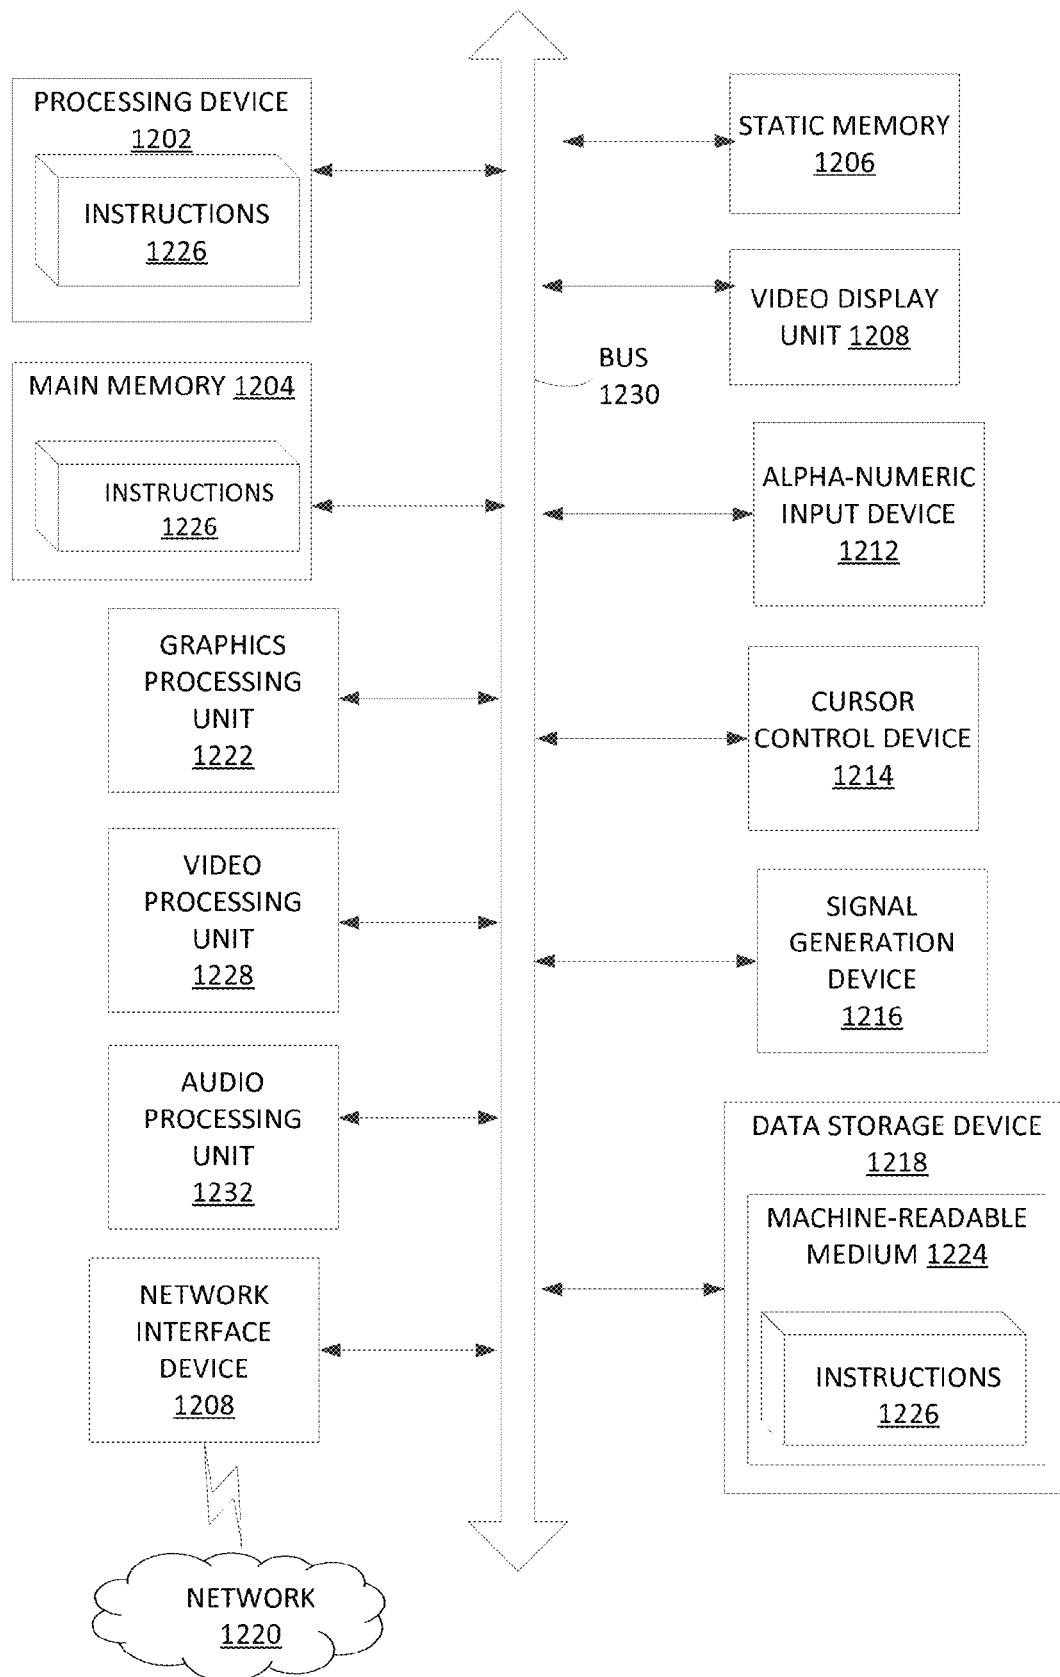 PROCESSING DEVICE
1202
INSTRUCTIONS
1226
MAIN MEMORY 1204
INSTRUCTIONS
1226
GRAPHICS
PROCESSING
UNIT
1222
VIDEO
PROCESSING
UNIT
1228
AUDIO
PROCESSING
UNIT
1232
NETWORK
INTERFACE
DEVICE
1208
NETWORK
1220
BUS
1230
STATIC MEMORY
1206
VIDEO DISPLAY
UNIT 1208
ALPHA-NUMERIC
INPUT DEVICE
1212
CURSOR
CONTROL DEVICE
1214
SIGNAL
GENERATION
DEVICE
1216
DATA STORAGE DEVICE
1218
MACHINE-READABLE
MEDIUM 1224
INSTRUCTIONS
1226